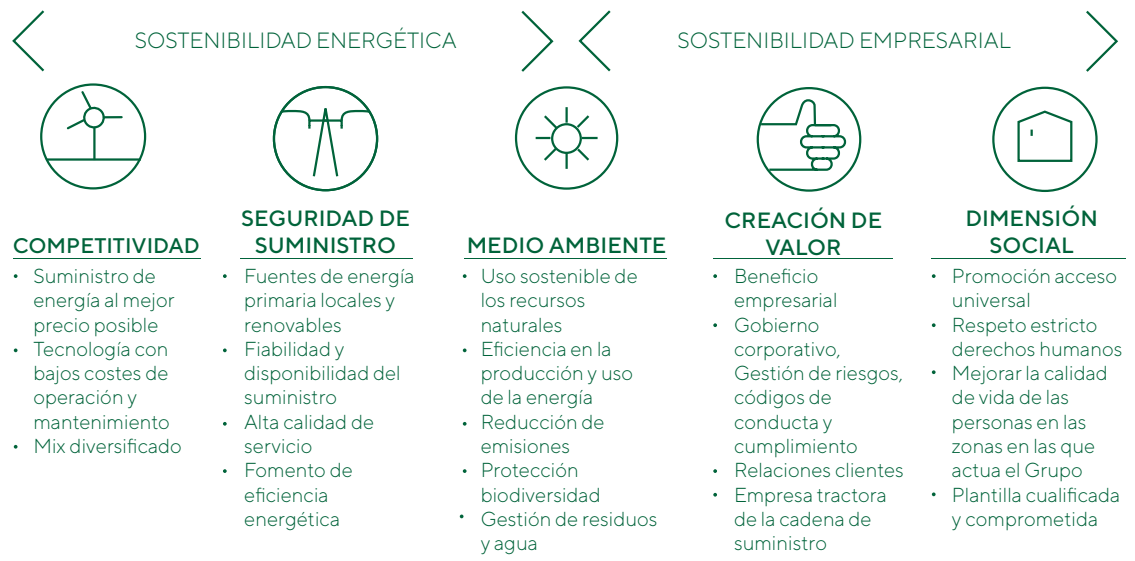 SOSTENIBILIDAD ENERGÉTICA
SOSTENIBILIDAD EMPRESARIAL
COMPETITIVIDAD
• Suministro de
energía al mejor
precio posible
• Tecnología con
bajos costes de
operación y
mantenimiento
• Mix diversificado
SEGURIDAD DE
SUMINISTRO
• Fuentes de energía
primaria locales y
renovables
• Fiabilidad y
disponibilidad del
suministro
• Alta calidad de
servicio
• Fomento de
eficiencia
energética
MEDIO AMBIENTE
• Uso sostenible de
los recursos
naturales
• Eficiencia en la
producción y uso
de la energía
• Reducción de
emisiones
• Protección
biodiversidad
• Gestión de residuos
y agua
CREACIÓN DE
VALOR
• Beneficio
empresarial
• Gobierno
corporativo,
Gestión de riesgos,
códigos de
conducta y
cumplimiento
• Relaciones clientes
• Empresa tractora
de la cadena de
suministro
DIMENSIÓN
SOCIAL
• Promoción acceso
universal
• Respeto estricto
derechos humanos
• Mejorar la calidad
de vida de las
personas en las
zonas en las que
actua el Grupo
• Plantilla cualificada
y comprometida